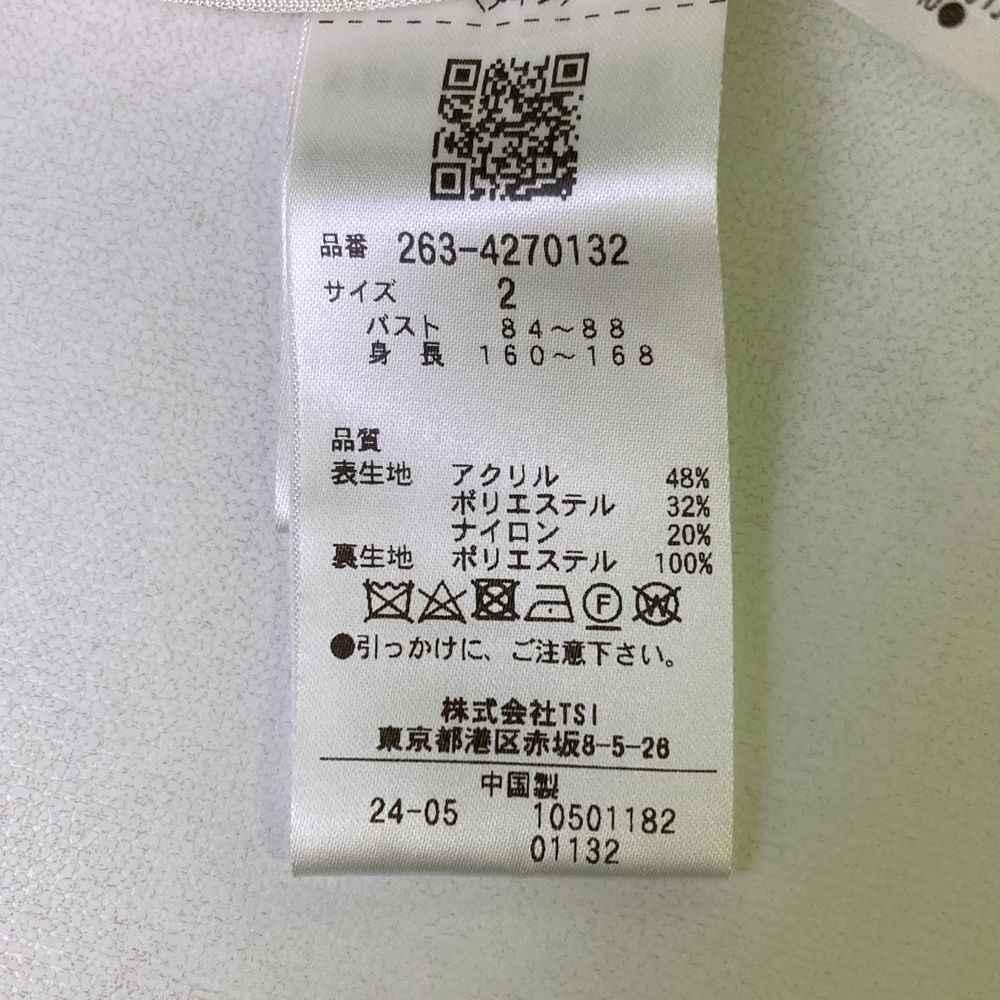 品番 263-4270132
サイズ 2
バスト 84〜88
身長 160〜168
品質
表生地 アクリル 48%
ポリエステル 32%
ナイロン 20%
裏生地 ポリエステル 100%
F W
●引っかけに、ご注意下さい。
株式会社TSI
東京都港区赤坂8-5-28
中国製
24-05 10501182
01132